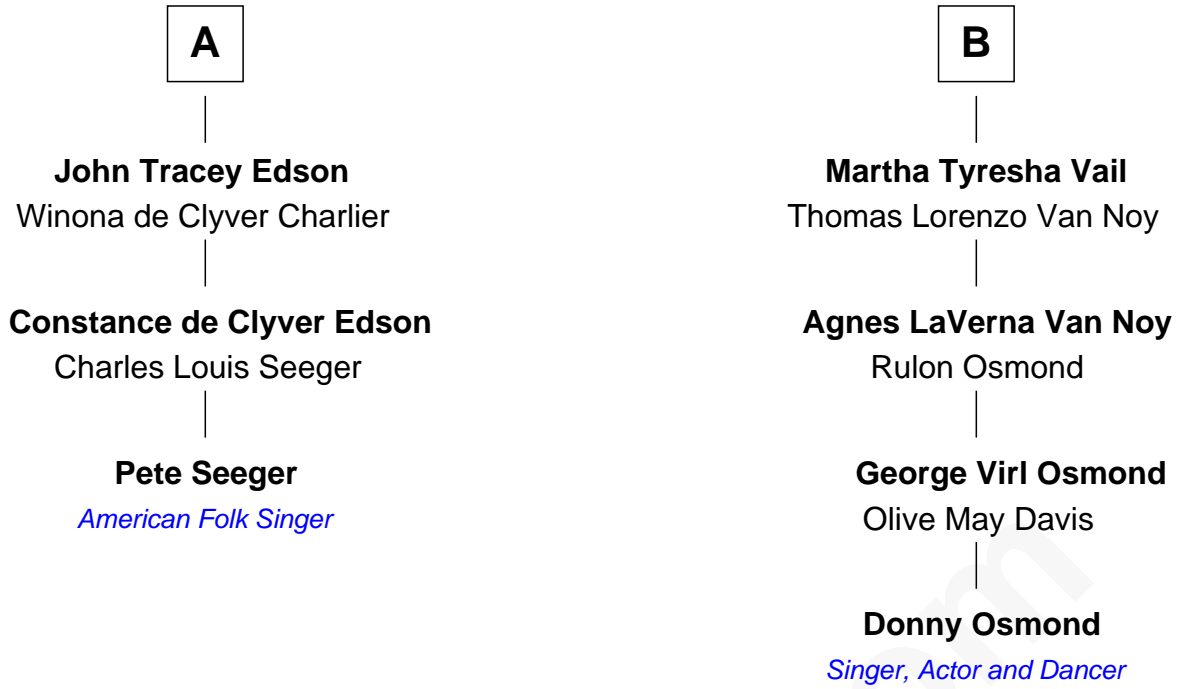 A
John Tracey Edson
Winona de Clyver Charlier
Constance de Clyver Edson
Charles Louis Seeger
Pete Seeger
American Folk Singer
B
Martha Tyresha Vail
Thomas Lorenzo Van Noy
Agnes LaVerna Van Noy
Rulon Osmond
George Virl Osmond
Olive May Davis
Donny Osmond
Singer, Actor and Dancer